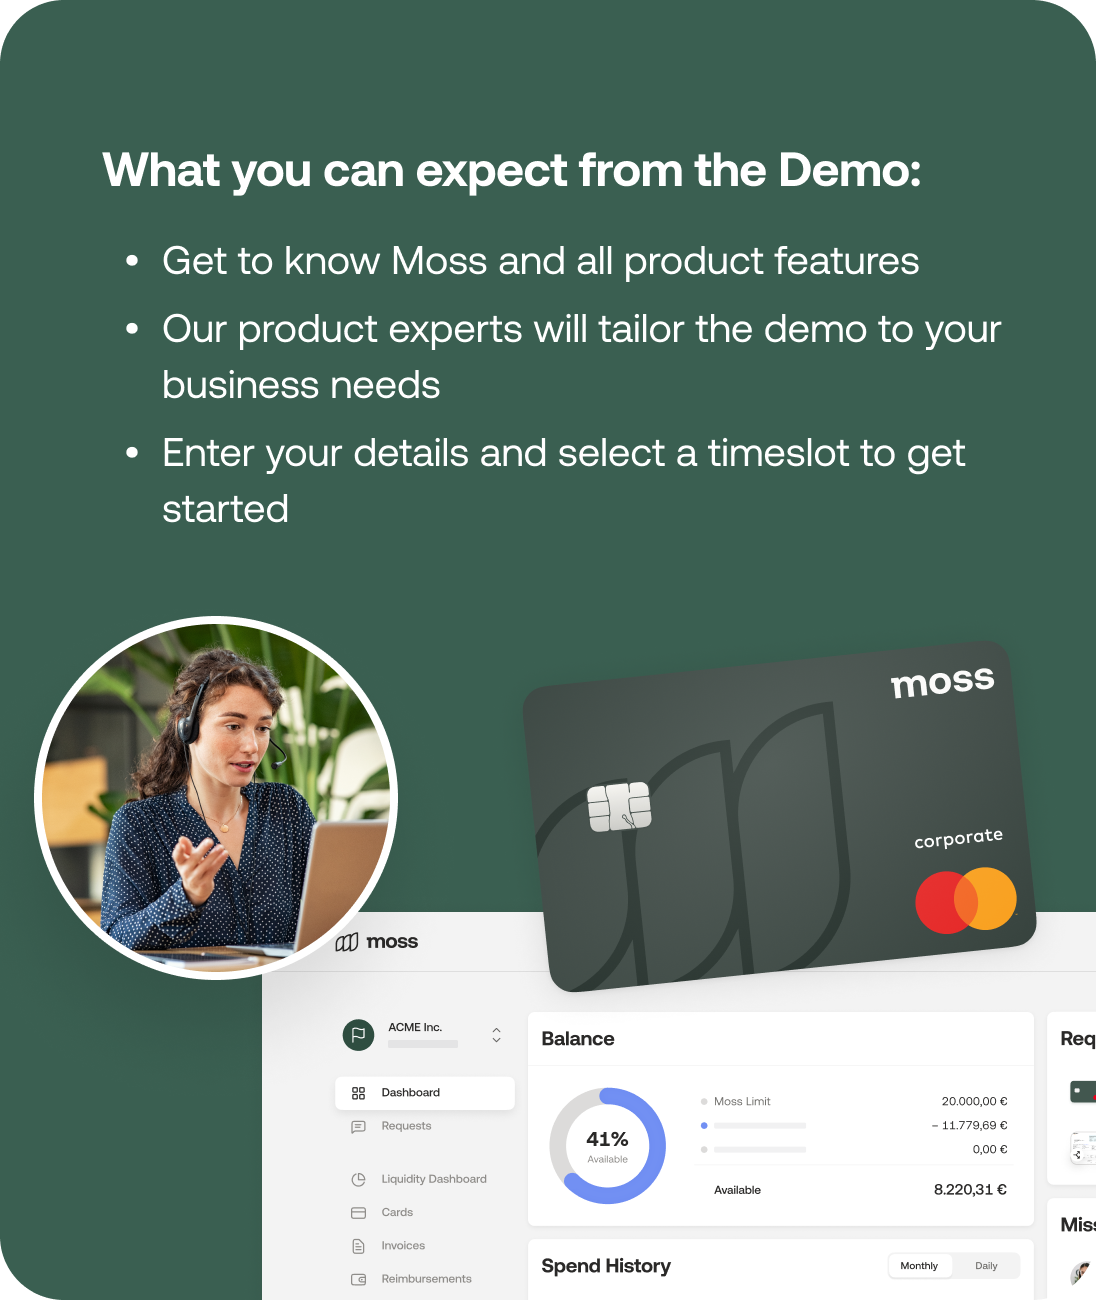 What you can expect from the Demo:
• Get to know Moss and all product features
• Our product experts will tailor the demo to your
business needs
• Enter your details and select a timeslot to get
started
moss
corporate
moss
ACME Inc.
Dashboard
Requests
Liquidity Dashboard
Cards
Invoices
Reimbursements
Balance
41%
Available
Moss Limit 20.000,00 €
– 11.779,69 €
0,00 €
Available 8.220,31 €
Spend History Monthly Daily
Req
Miss